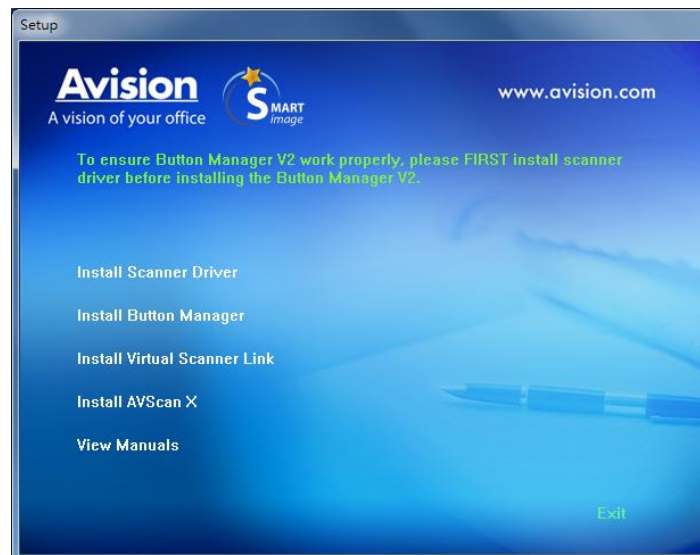 Setup
Avision
A vision of your office
SMART
image
www.avision.com
To ensure Button Manager V2 work properly, please FIRST install scanner
driver before installing the Button Manager V2.
Install Scanner Driver
Install Button Manager
Install Virtual Scanner Link
Install AVScan X
View Manuals
Exit